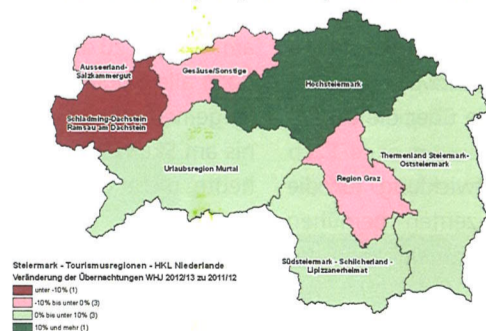 Ausseerland-
Salzkammergut
Gesäuse/Sonstige
Hochsteiermark
Schladming-Dachstein
Ramsau am Dachstein
Urlaubsregion Murtal
Thermenland Steiermark-
Oststeiermark
Region Graz
Südsteiermark - Schilcherland -
Lipizzanerheimat
Steiermark - Tourismusregionen - HKL Niederlande
Veränderung der Übernachtungen WHJ 2012/13 zu 2011/12
unter -10% (1)
-10% bis unter 0% (3)
0% bis unter 10% (3)
10% und mehr (1)